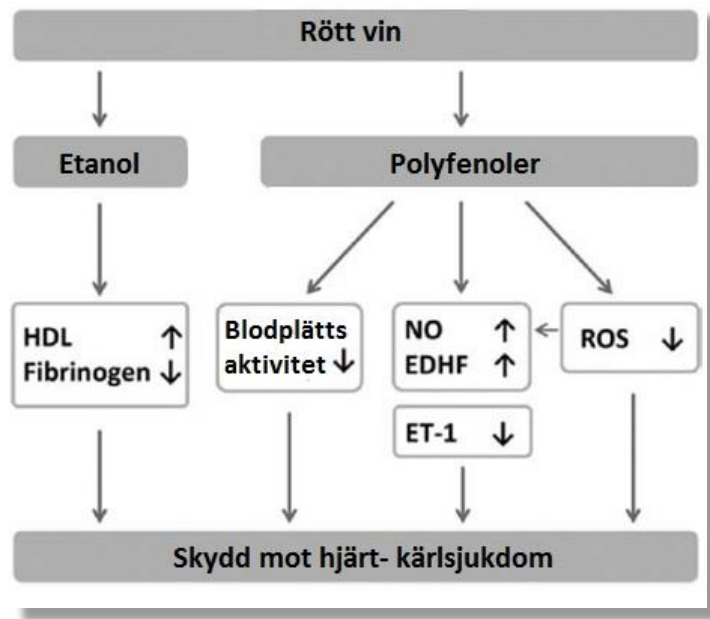 Rött vin
Etanol
Polyfenoler
HDL ↑
Fibrinogen ↓
Blodplätts
aktivitet ↓
NO ↑
EDHF ↑
ET-1 ↓
ROS ↓
Skydd mot hjärt- kärlsjukdom